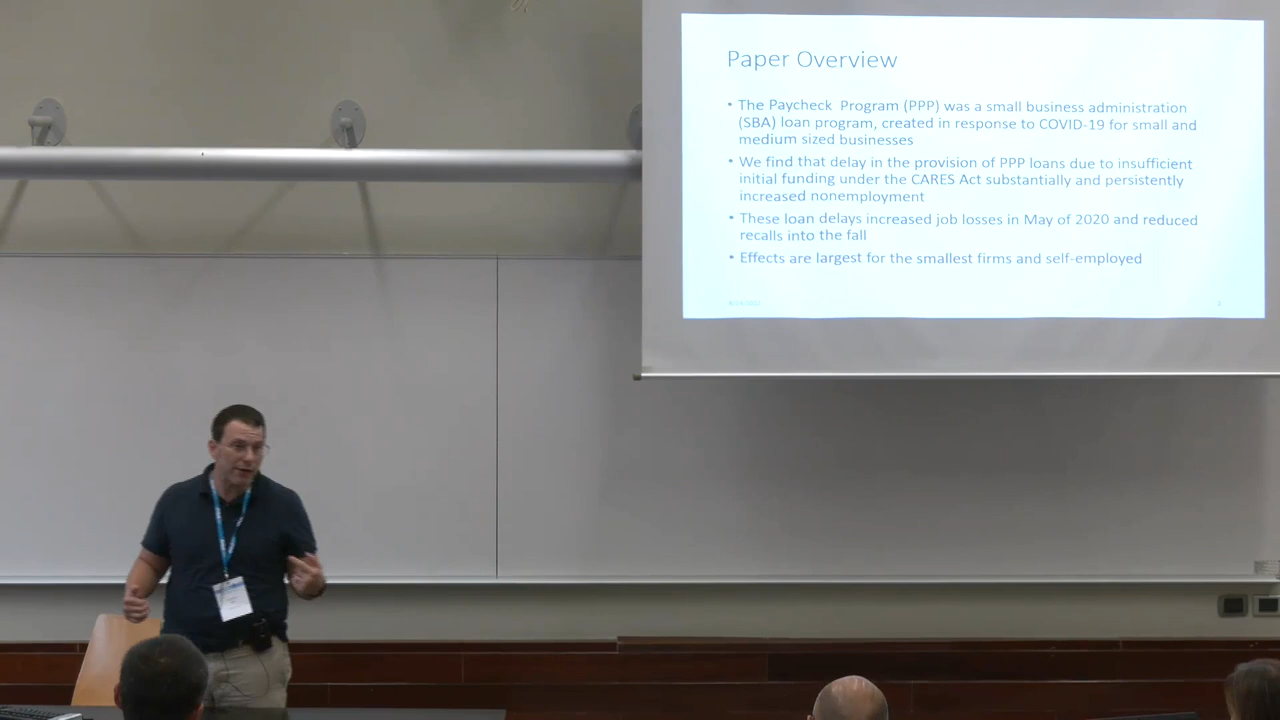 Paper Overview
• The Paycheck Program (PPP) was a small business administration
(SBA) loan program, created in response to COVID-19 for small and
medium sized businesses
• We find that delay in the provision of PPP loans due to insufficient
initial funding under the CARES Act substantially and persistently
increased nonemployment
• These loan delays increased job losses in May of 2020 and reduced
recalls into the fall
• Effects are largest for the smallest firms and self-employed